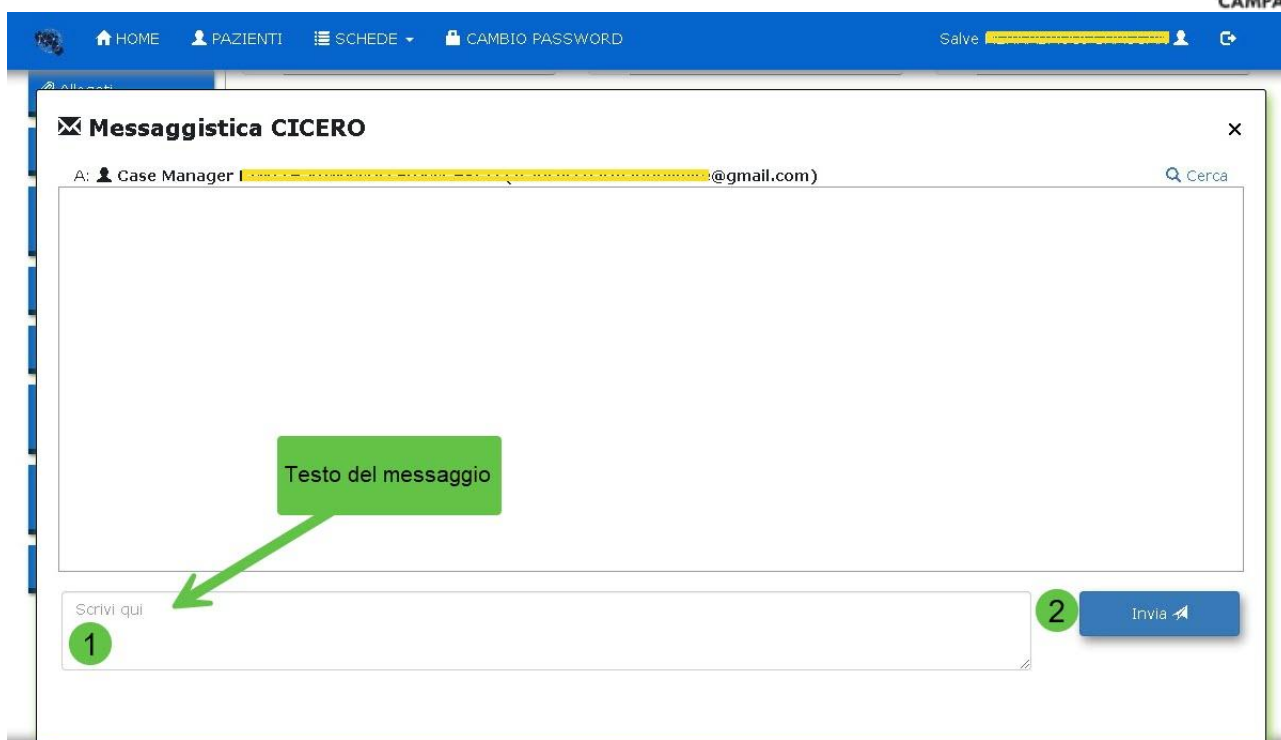 HOME PAZIENTI SCHEDE CAMBIO PASSWORD Salve
Allegati
Messaggistica CICERO ×
A: Case Manager @gmail.com) Cerca
Testo del messaggio
Scrivi qui
1
2 Invia